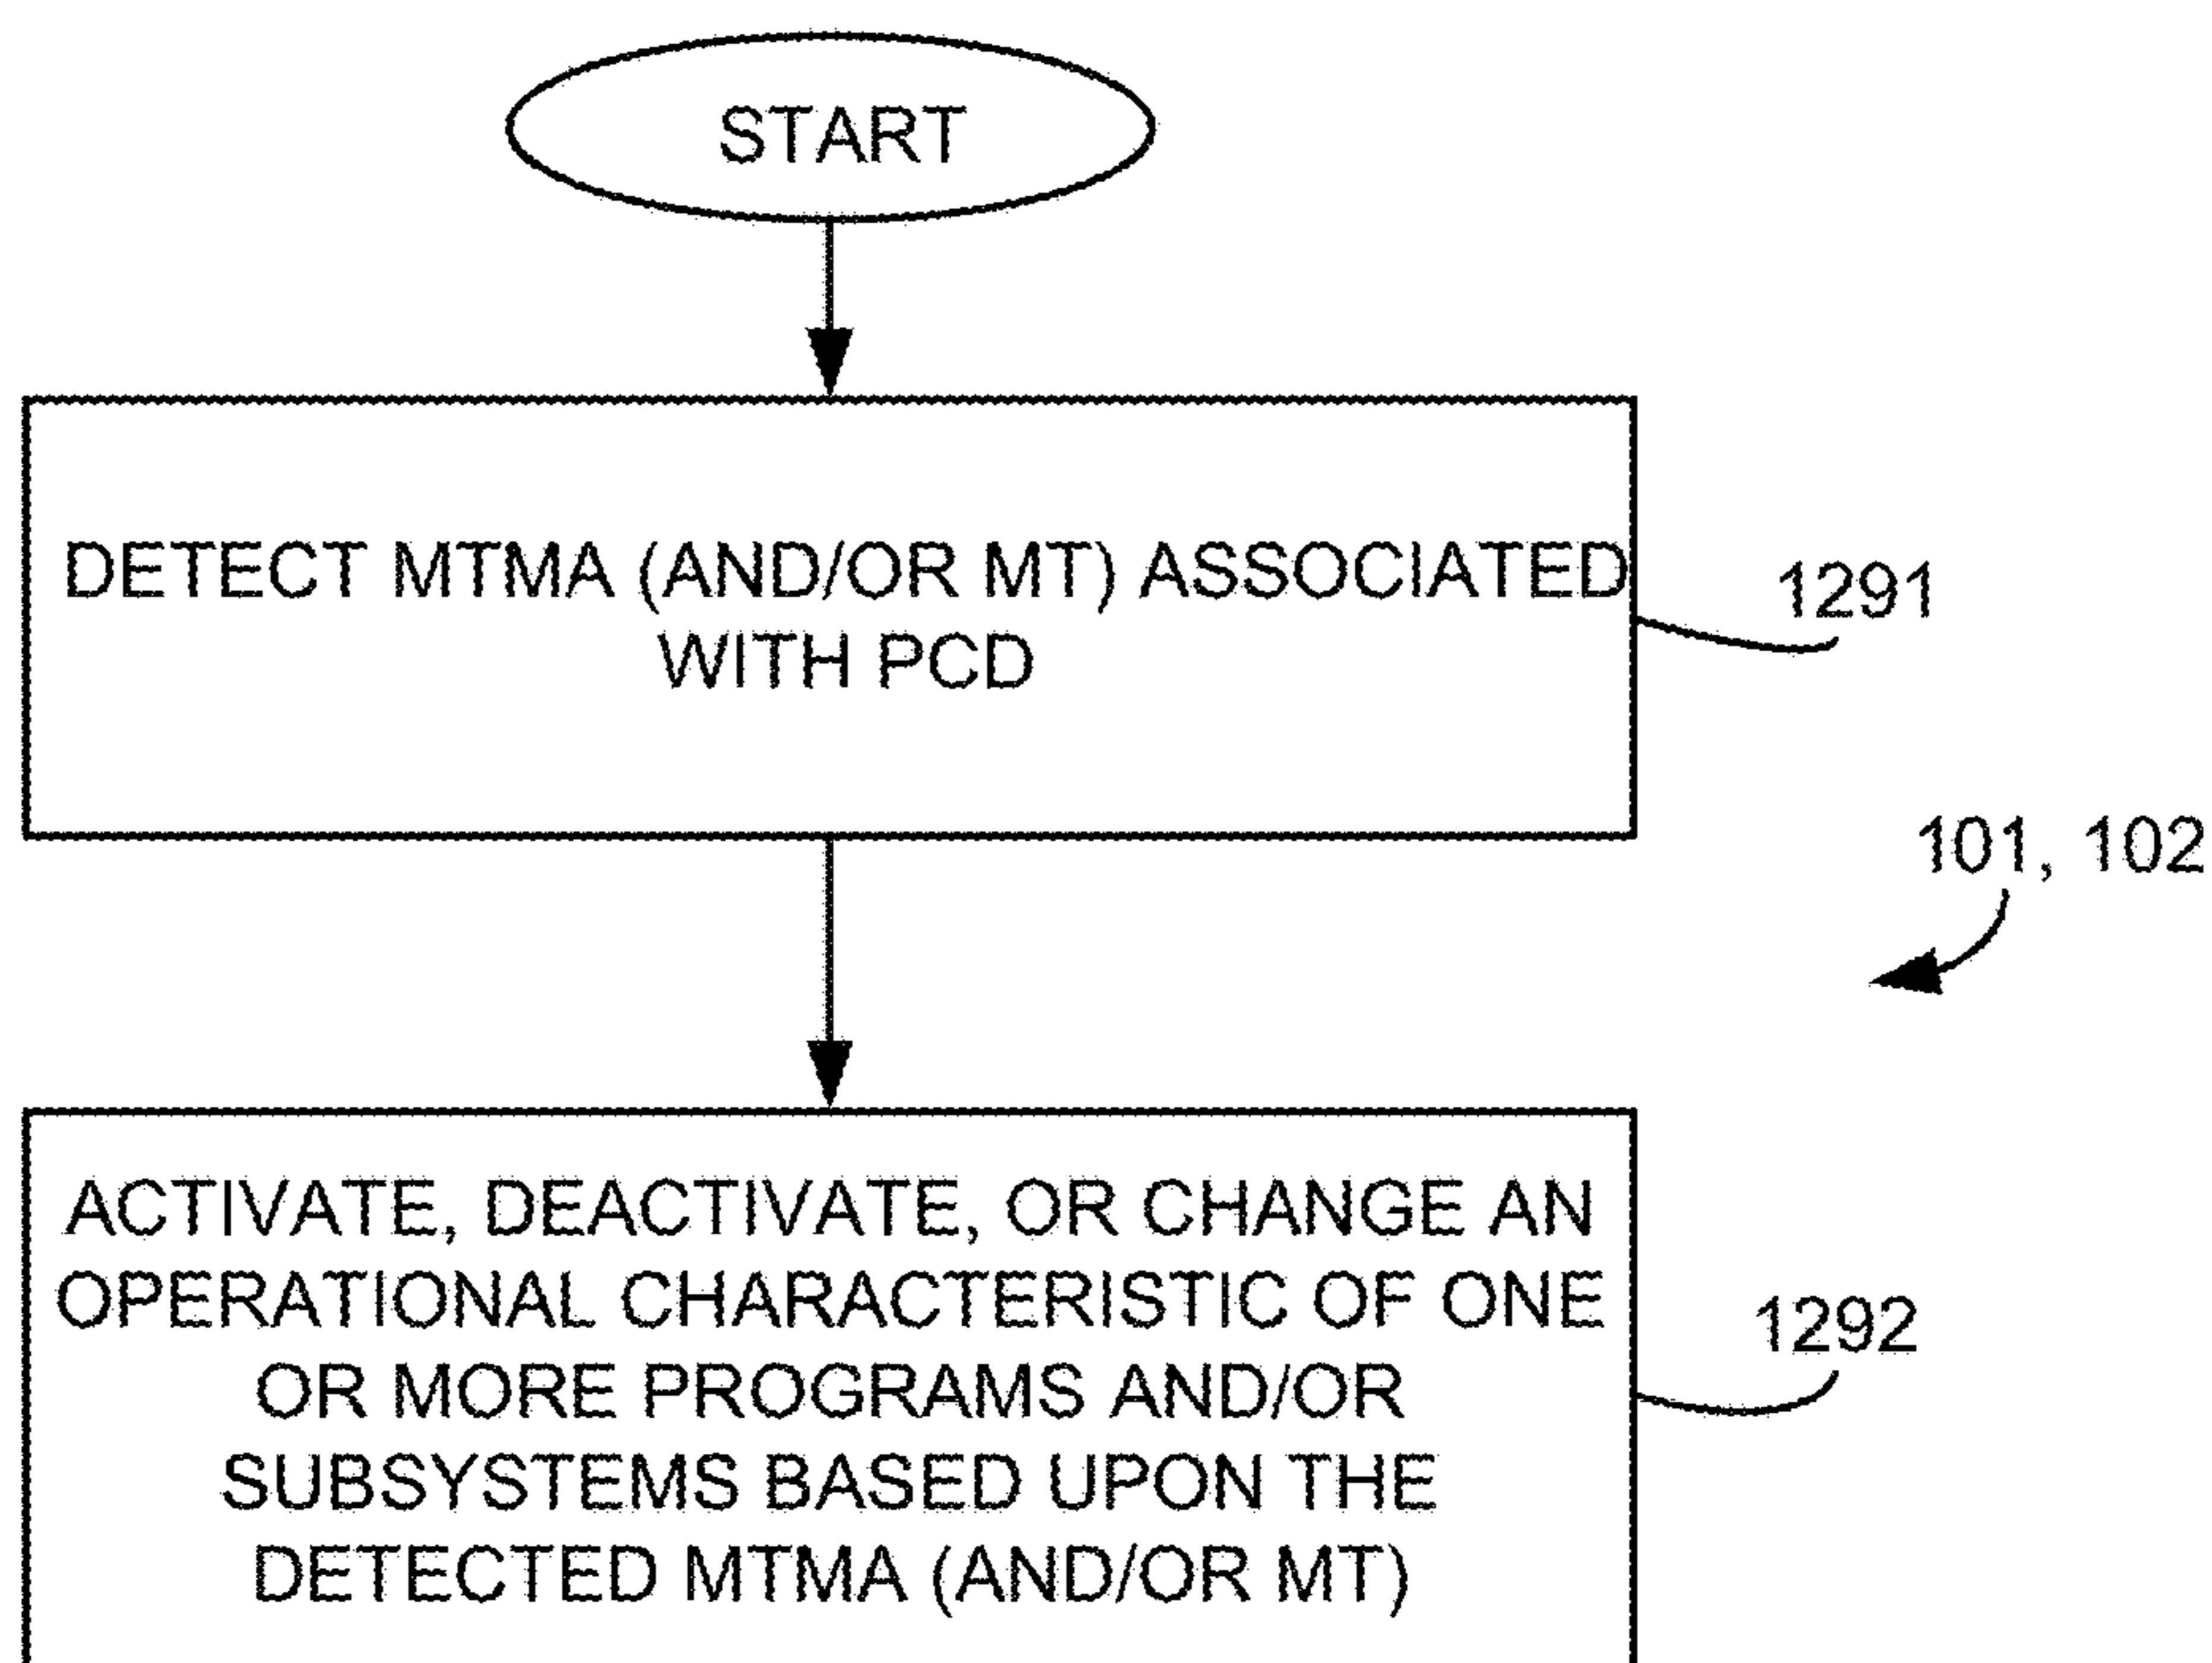 START
DETECT MTMA (AND/OR MT) ASSOCIATED
WITH PCD
1291
101, 102
ACTIVATE, DEACTIVATE, OR CHANGE AN
OPERATIONAL CHARACTERISTIC OF ONE
OR MORE PROGRAMS AND/OR
SUBSYSTEMS BASED UPON THE
DETECTED MTMA (AND/OR MT)
1292